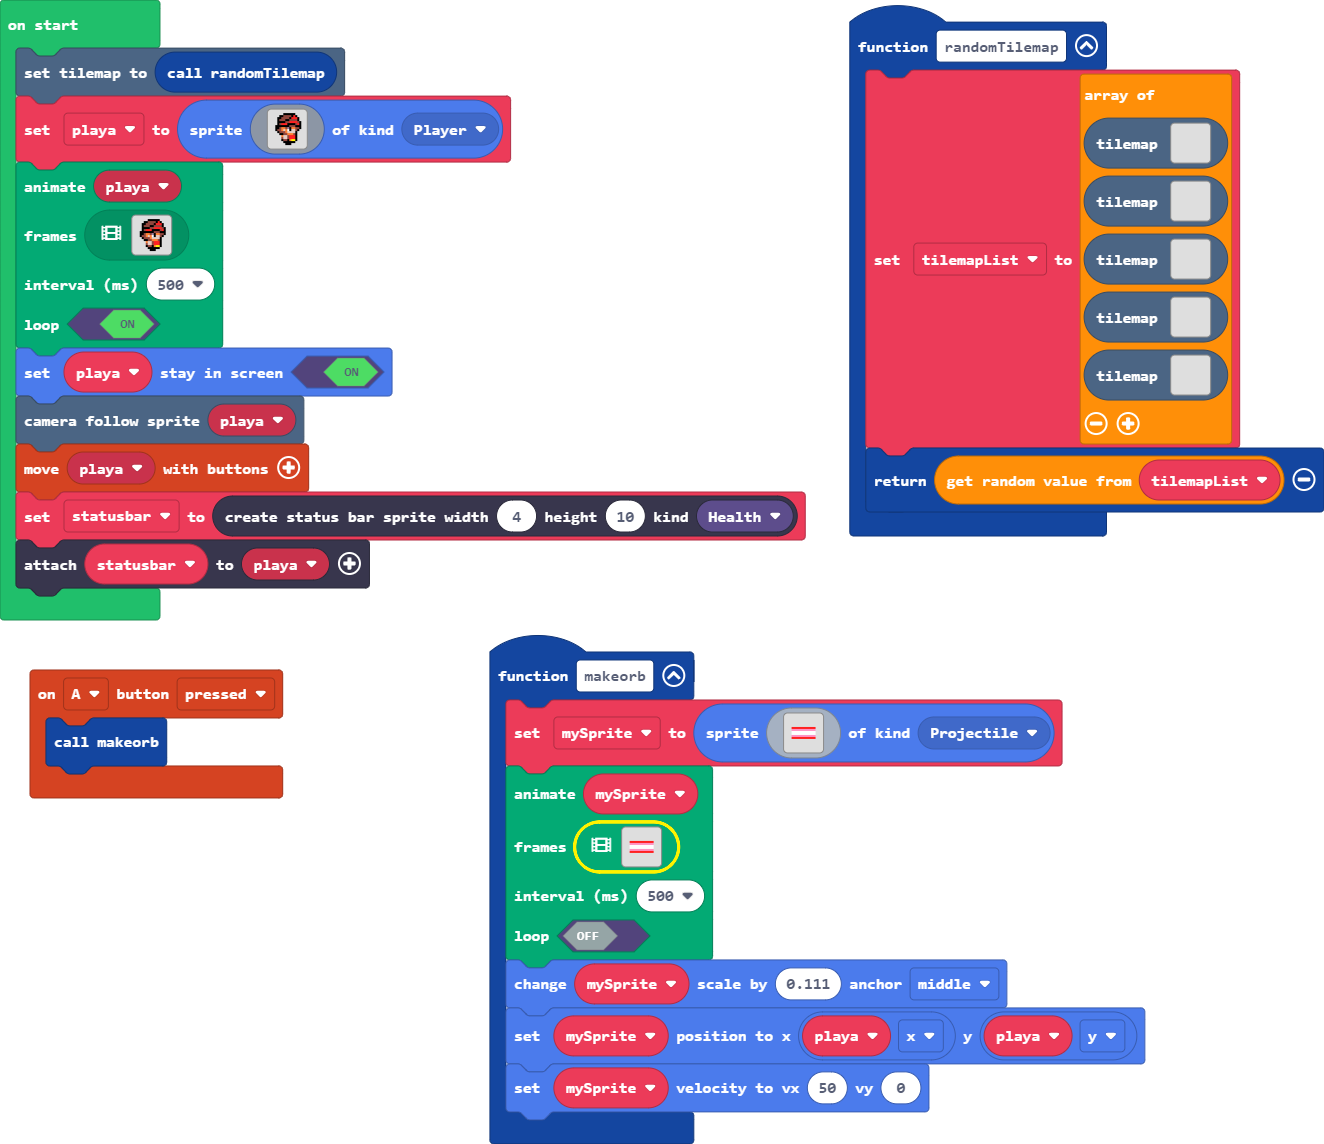 on start
set tilemap to call randomTilemap
set playa to sprite of kind Player
animate playa
frames
interval (ms) 500
loop ON
set playa stay in screen ON
camera follow sprite playa
move playa with buttons
set statusbar to create status bar sprite width 4 height 10 kind Health
attach statusbar to playa
function randomTilemap
array of
tilemap
tilemap
set tilemapList to tilemap
tilemap
tilemap
return get random value from tilemapList
on A button pressed
call makeorb
function makeorb
set mySprite to sprite of kind Projectile
animate mySprite
frames
interval (ms) 500
loop OFF
change mySprite scale by 0.111 anchor middle
set mySprite position to x playa x y playa y
set mySprite velocity to vx 50 vy 0